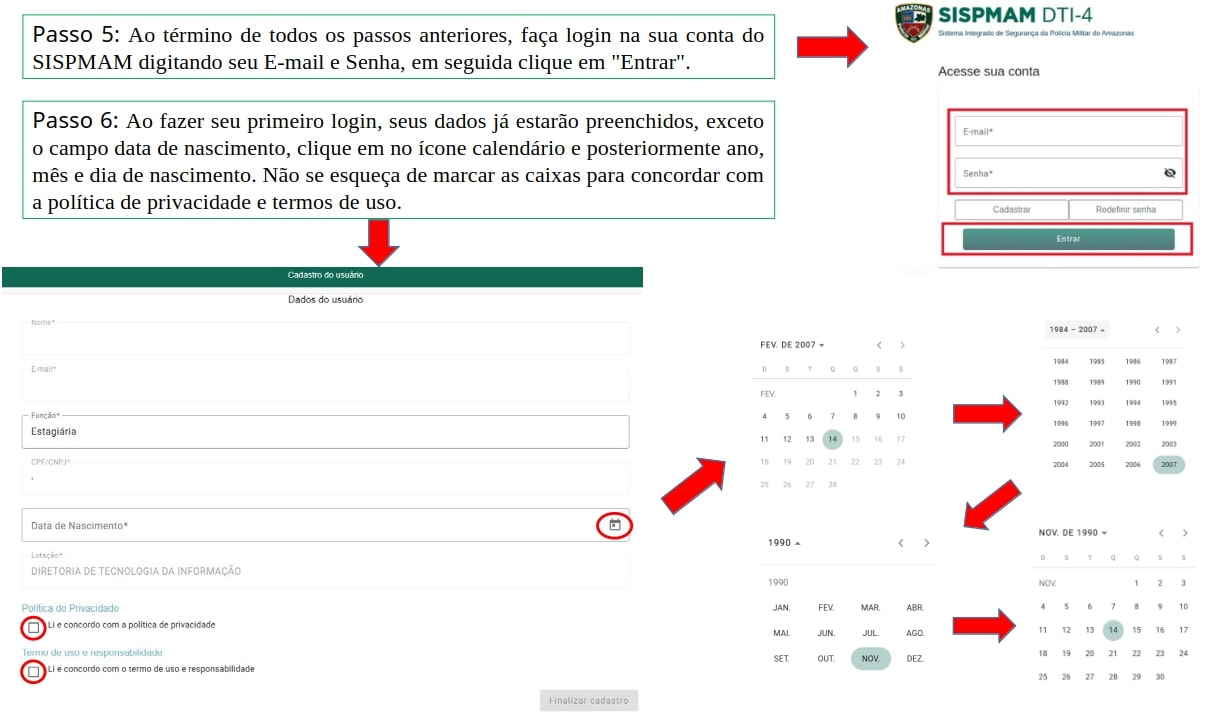 Passo 5: Ao término de todos os passos anteriores, faça login na sua conta do
SISPMAM digitando seu E-mail e Senha, em seguida clique em "Entrar".
Passo 6: Ao fazer seu primeiro login, seus dados já estarão preenchidos, exceto
o campo data de nascimento, clique em no ícone calendário e posteriormente ano,
mês e dia de nascimento. Não se esqueça de marcar as caixas para concordar com
a política de privacidade e termos de uso.
AMAZONAS
SISPMAM DTI-4
Sistema Integrado de Segurança da Polícia Militar do Amazonas
Acesse sua conta
E-mail*
Senha*
Cadastrar Redefinir senha
Entrar
Cadastro do usuário
Dados do usuário
Nome*
E-mail*
Função*
Estagiária
CPF/CNPJ*
Data de Nascimento*
Lotação*
DIRETORIA DE TECNOLOGIA DA INFORMAÇÃO
Política de Privacidade
Li e concordo com a política de privacidade
Termo de uso e responsabilidade
Li e concordo com o termo de uso e responsabilidade
Finalizar cadastro
FEV. DE 2007
D S T Q Q S S
FEV. 1 2 3
4 5 6 7 8 9 10
11 12 13 14 15 16 17
18 19 20 21 22 23 24
25 26 27 28
1984 – 2007
1984 1985 1986 1987
1988 1989 1990 1991
1992 1993 1994 1995
1996 1997 1998 1999
2000 2001 2002 2003
2004 2005 2006 2007
1990
1990
JAN. FEV. MAR. ABR.
MAI. JUN. JUL. AGO.
SET. OUT. NOV. DEZ.
NOV. DE 1990
D S T Q Q S S
NOV. 1 2 3
4 5 6 7 8 9 10
11 12 13 14 15 16 17
18 19 20 21 22 23 24
25 26 27 28 29 30